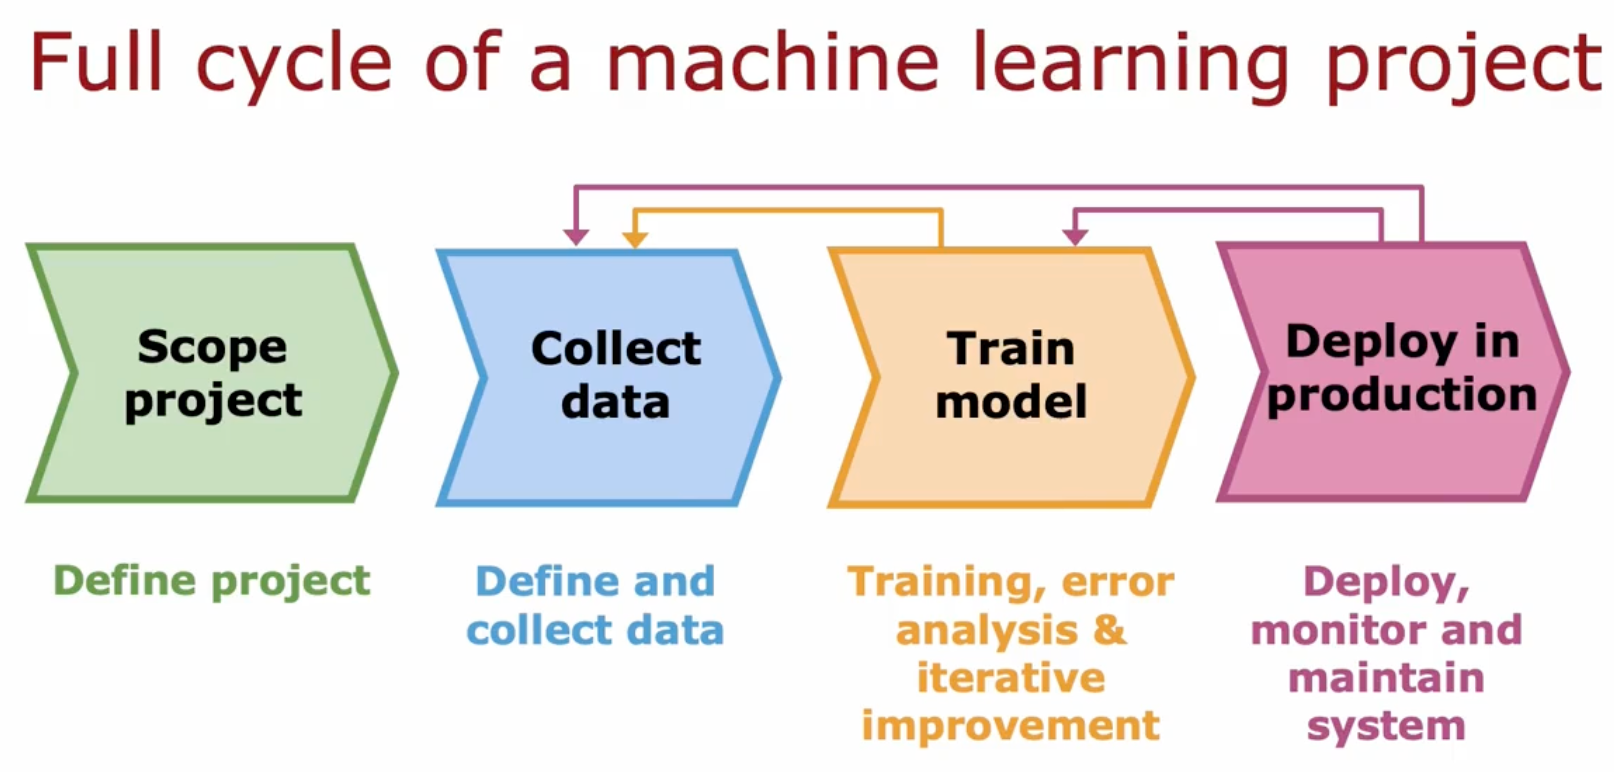 Full cycle of a machine learning project
Scope
project
Collect
data
Train
model
Deploy in
production
Define project
Define and
collect data
Training, error
analysis &
iterative
improvement
Deploy,
monitor and
maintain
system